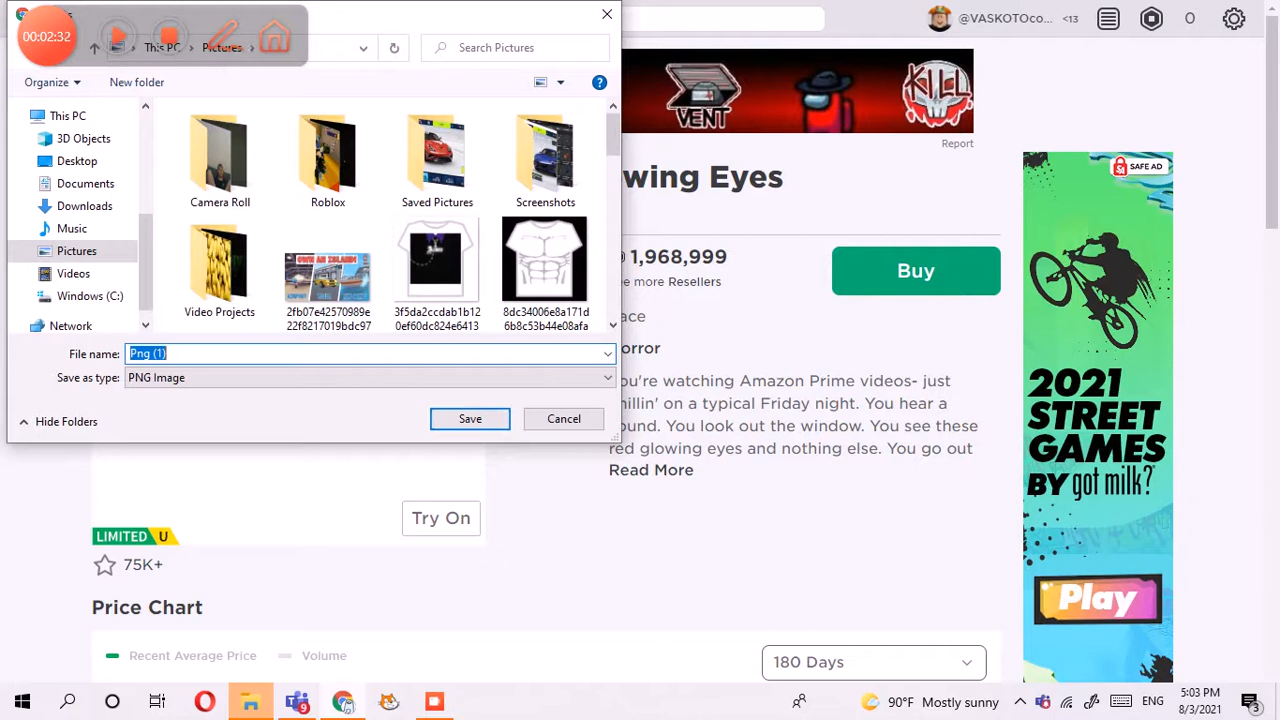 00:02:32
This PC
Pictures
Search Pictures
Organize
New folder
This PC
3D Objects
Desktop
Documents
Downloads
Music
Pictures
Videos
Windows (C:)
Network
Camera Roll
Roblox
Saved Pictures
Screenshots
Video Projects
2fb07e42570989e
22f8217019bdc97
3f5da2ccdab1b12
0ef60dc824e6413
8dc34006e8a171d
6b8c53b44e08afa
File name: Png (1)
Save as type: PNG Image
Hide Folders
Save
Cancel
@VASKOTOco... <13
0
VENT
KILL
Report
wing Eyes
1,968,999
more Resellers
Buy
ace
orror
ou're watching Amazon Prime videos- just
hillin' on a typical Friday night. You hear a
ound. You look out the window. You see these
red glowing eyes and nothing else. You go out
Read More
Try On
LIMITED U
75K+
Price Chart
Recent Average Price
Volume
180 Days
SAFE AD
2021
STREET
GAMES
BY got milk?
Play
90°F Mostly sunny
ENG
5:03 PM
8/3/2021
9
3